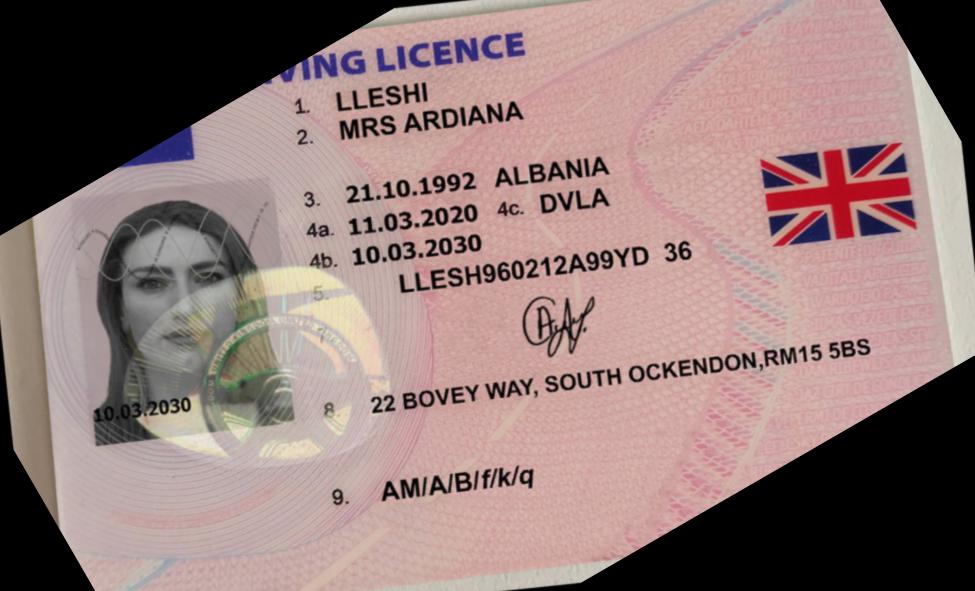 VING LICENCE
1. LLESHI
2. MRS ARDIANA
3. 21.10.1992 ALBANIA
4a. 11.03.2020 4c. DVLA
4b. 10.03.2030
5. LLESH960212A99YD 36
7.
8. 22 BOVEY WAY, SOUTH OCKENDON,RM15 5BS
10.03.2030
9. AM/A/B/f/k/q